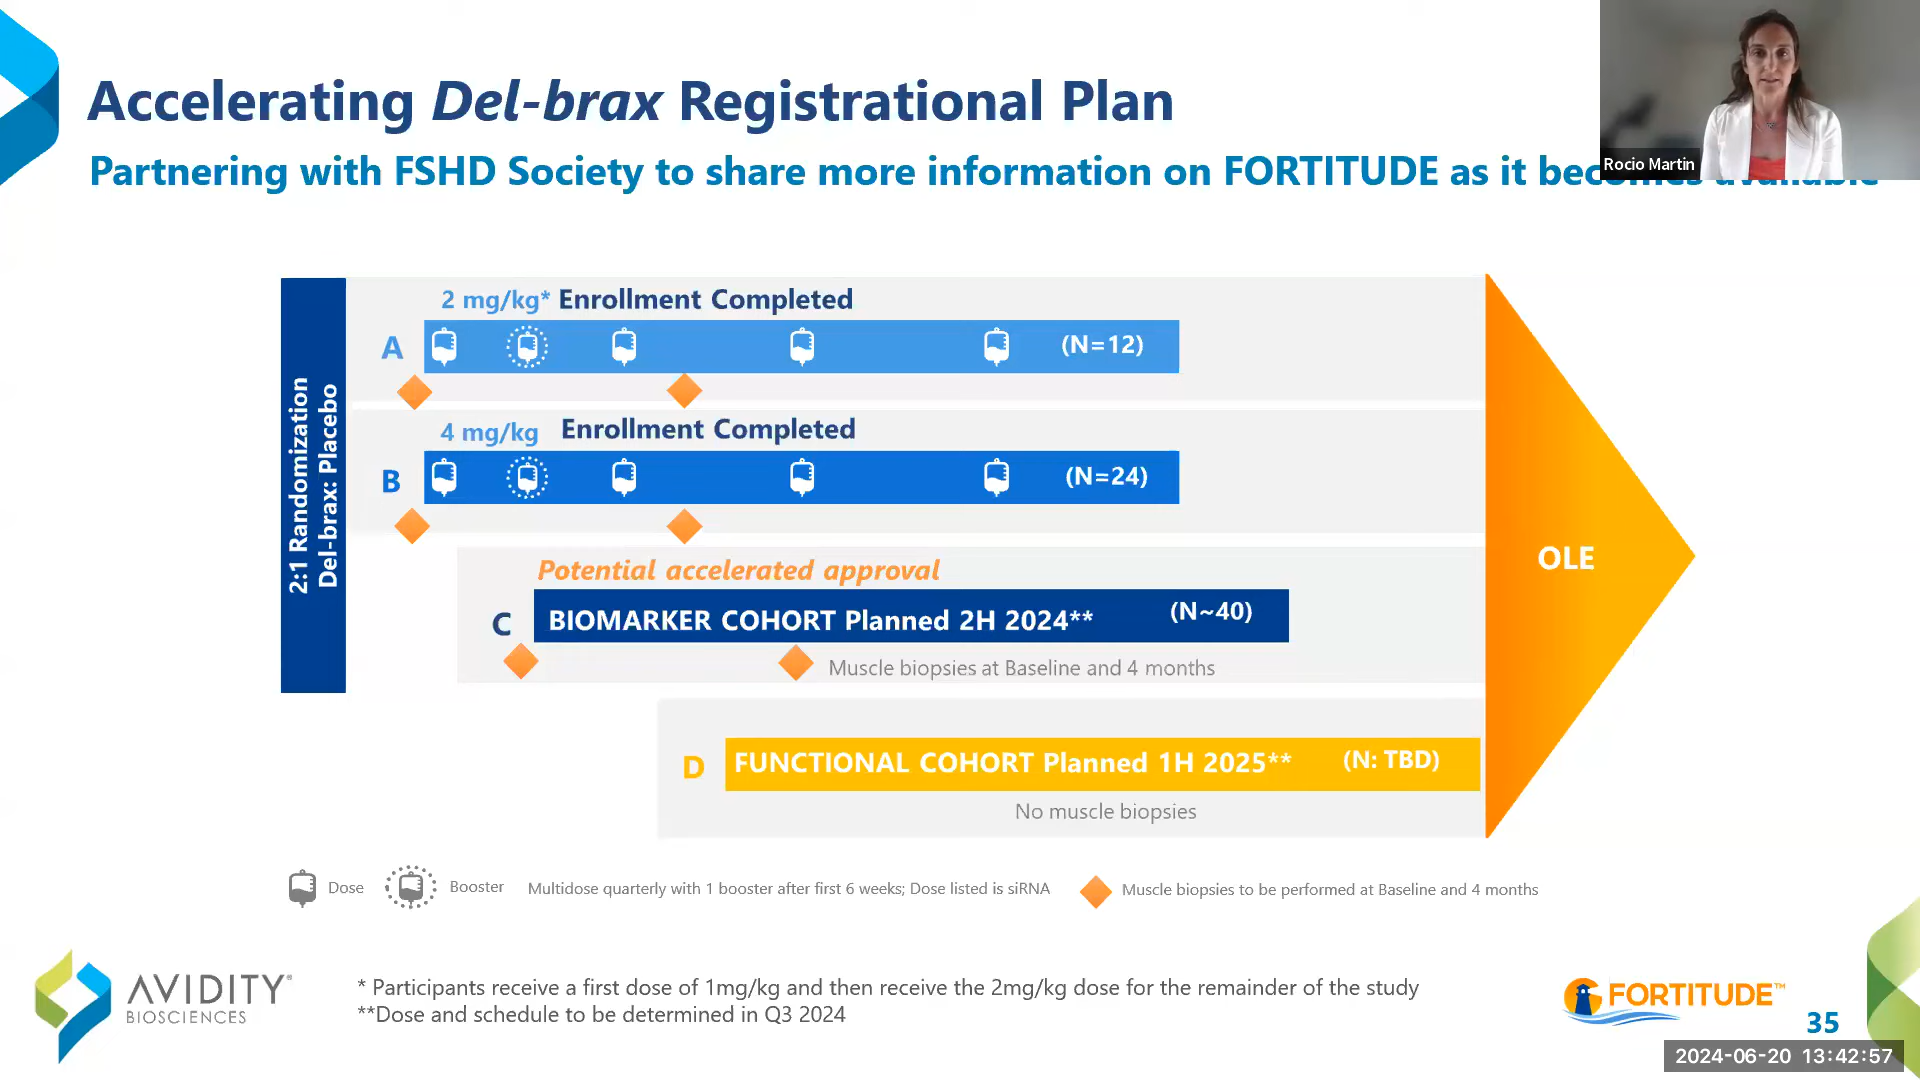 Accelerating Del-brax Registrational Plan
Partnering with FSHD Society to share more information on FORTITUDE as it becomes available
Rocio Martin
2:1 Randomization
Del-brax: Placebo
2 mg/kg* Enrollment Completed
A
(N=12)
4 mg/kg Enrollment Completed
B
(N=24)
Potential accelerated approval
C
BIOMARKER COHORT Planned 2H 2024** (N~40)
Muscle biopsies at Baseline and 4 months
D
FUNCTIONAL COHORT Planned 1H 2025** (N: TBD)
No muscle biopsies
OLE
Dose
Booster
Multidose quarterly with 1 booster after first 6 weeks; Dose listed is siRNA
Muscle biopsies to be performed at Baseline and 4 months
AVIDITY®
BIOSCIENCES
* Participants receive a first dose of 1mg/kg and then receive the 2mg/kg dose for the remainder of the study
**Dose and schedule to be determined in Q3 2024
FORTITUDE™
35
2024-06-20 13:42:57